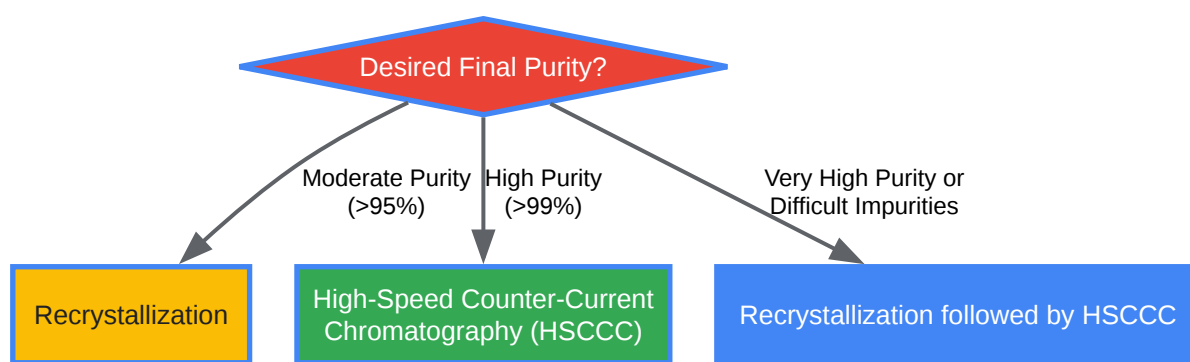 Desired Final Purity?
Moderate Purity
(>95%)
High Purity
(>99%)
Very High Purity or
Difficult Impurities
Recrystallization
High-Speed Counter-Current
Chromatography (HSCCC)
Recrystallization followed by HSCCC